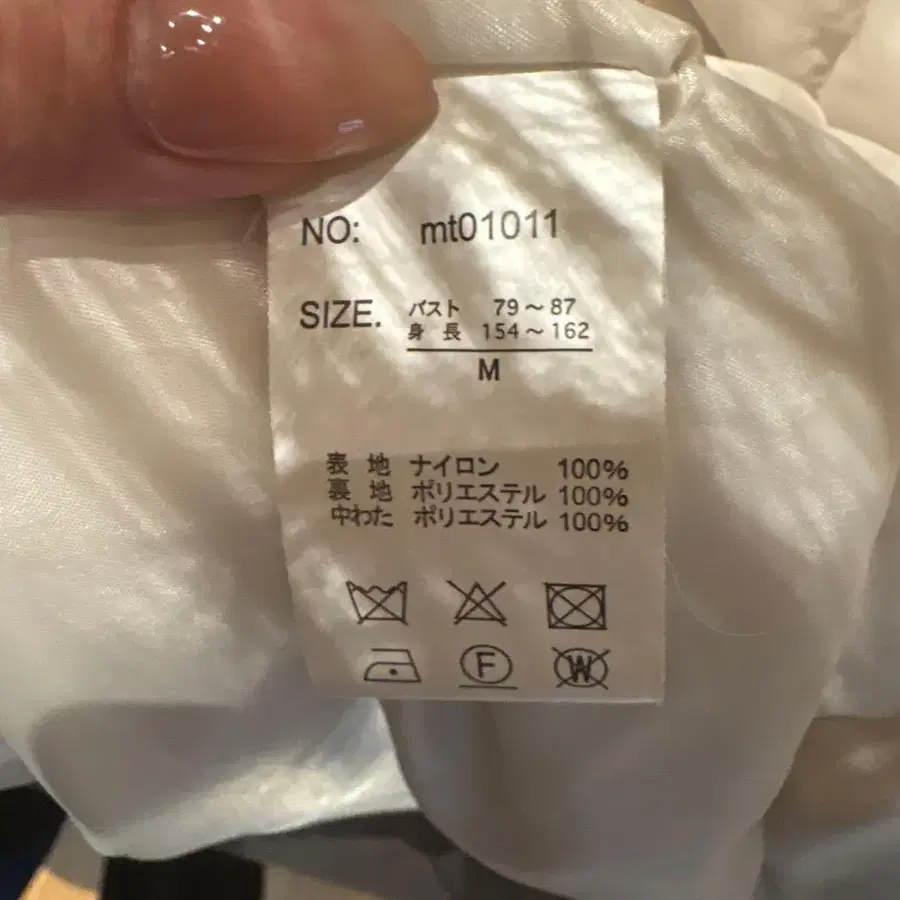 NO: mt01011
SIZE. バスト 79～87
身長 154～162
M
表地 ナイロン 100%
裏地 ポリエステル 100%
中わた ポリエステル 100%
F W